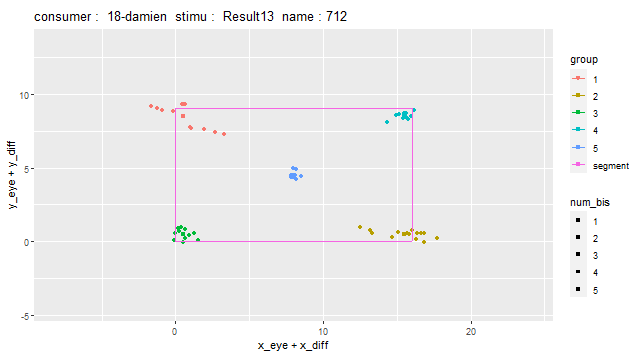 consumer :  18-damien  stimu :  Result13  name : 712
10
5
0
-5
y_eye + y_diff
0
10
20
x_eye + x_diff
group
1
2
3
4
5
segment
num_bis
1
2
3
4
5